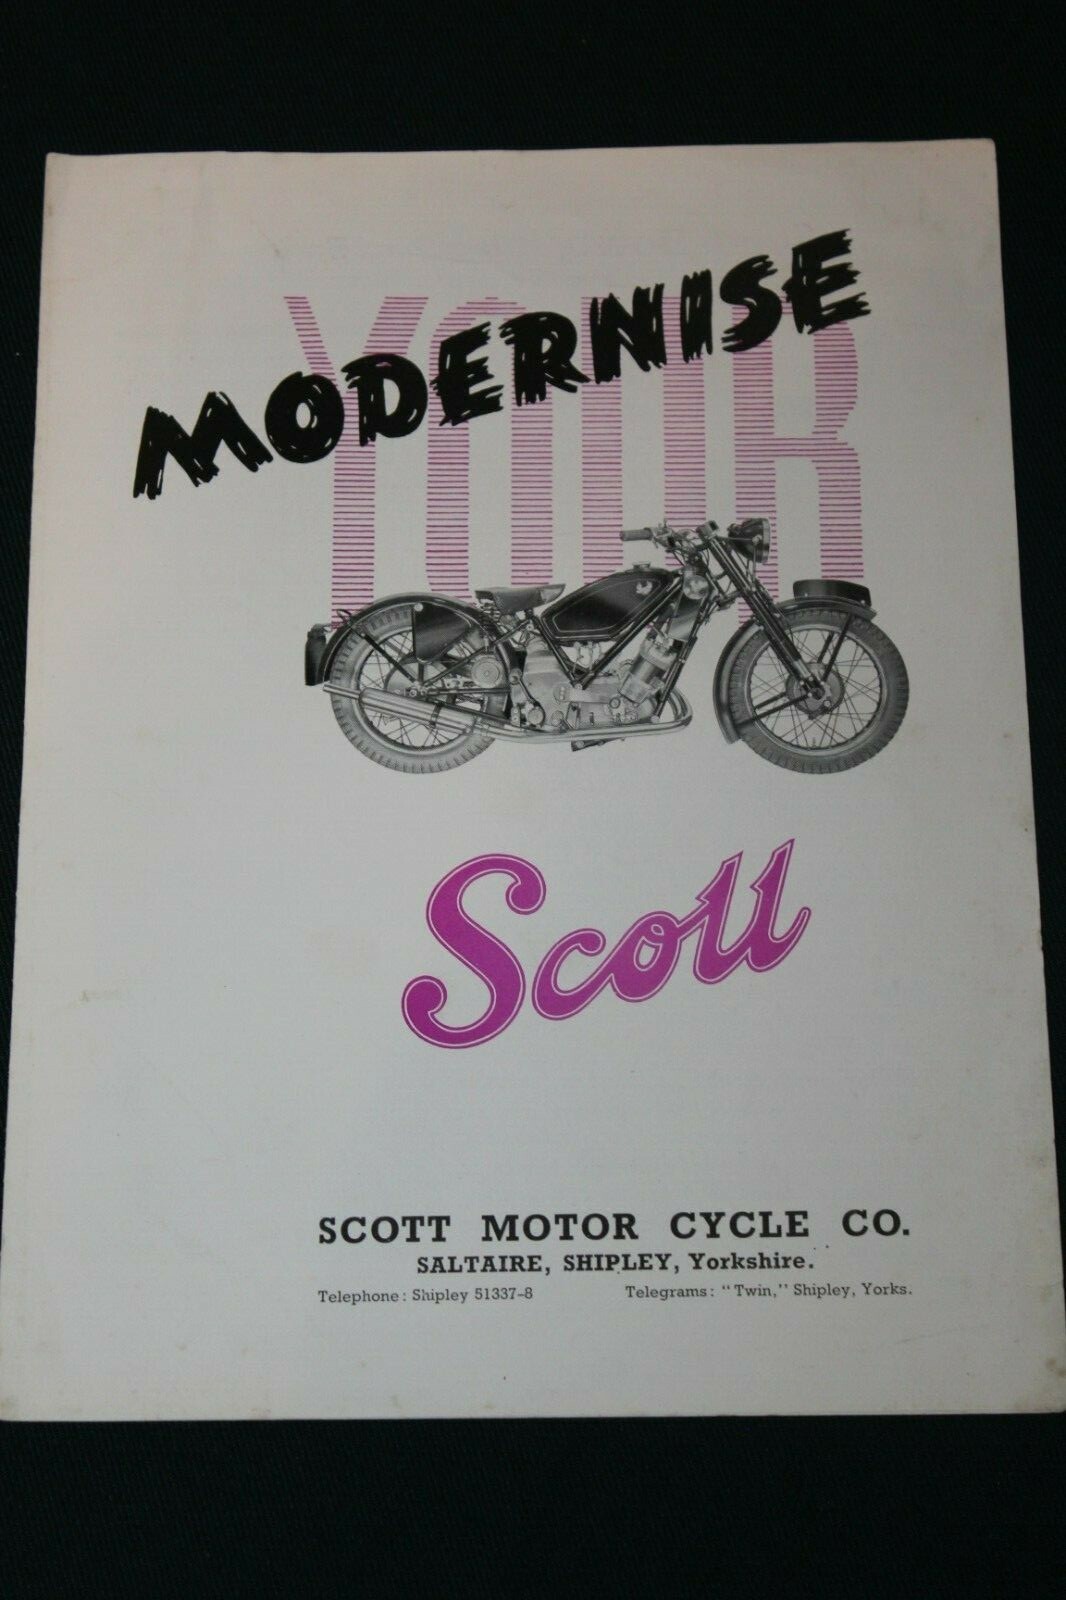 MODERNISE
YOUR
Scott
SCOTT MOTOR CYCLE CO.
SALTAIRE, SHIPLEY, Yorkshire.
Telephone: Shipley 51337-8 Telegrams: "Twin," Shipley, Yorks.